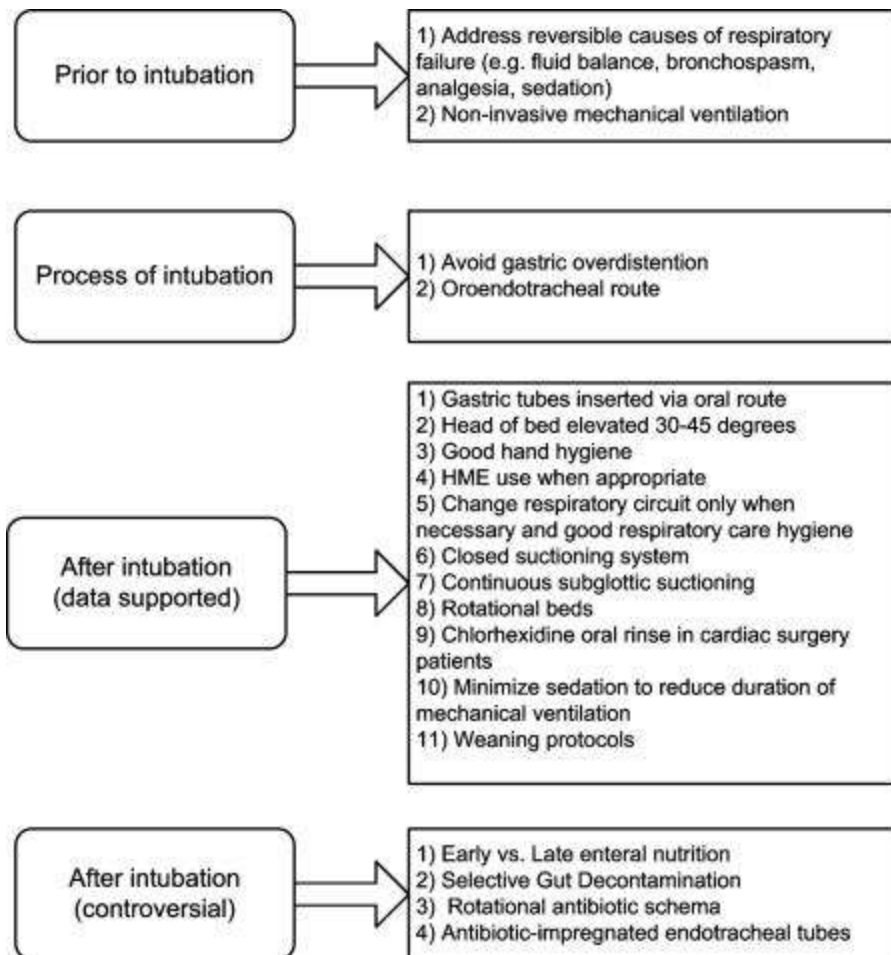 Prior to intubation
1) Address reversible causes of respiratory
failure (e.g. fluid balance, bronchospasm,
analgesia, sedation)
2) Non-invasive mechanical ventilation
Process of intubation
1) Avoid gastric overdistention
2) Oroendotracheal route
After intubation
(data supported)
1) Gastric tubes inserted via oral route
2) Head of bed elevated 30-45 degrees
3) Good hand hygiene
4) HME use when appropriate
5) Change respiratory circuit only when
necessary and good respiratory care hygiene
6) Closed suctioning system
7) Continuous subglottic suctioning
8) Rotational beds
9) Chlorhexidine oral rinse in cardiac surgery
patients
10) Minimize sedation to reduce duration of
mechanical ventilation
11) Weaning protocols
After intubation
(controversial)
1) Early vs. Late enteral nutrition
2) Selective Gut Decontamination
3) Rotational antibiotic schema
4) Antibiotic-impregnated endotracheal tubes